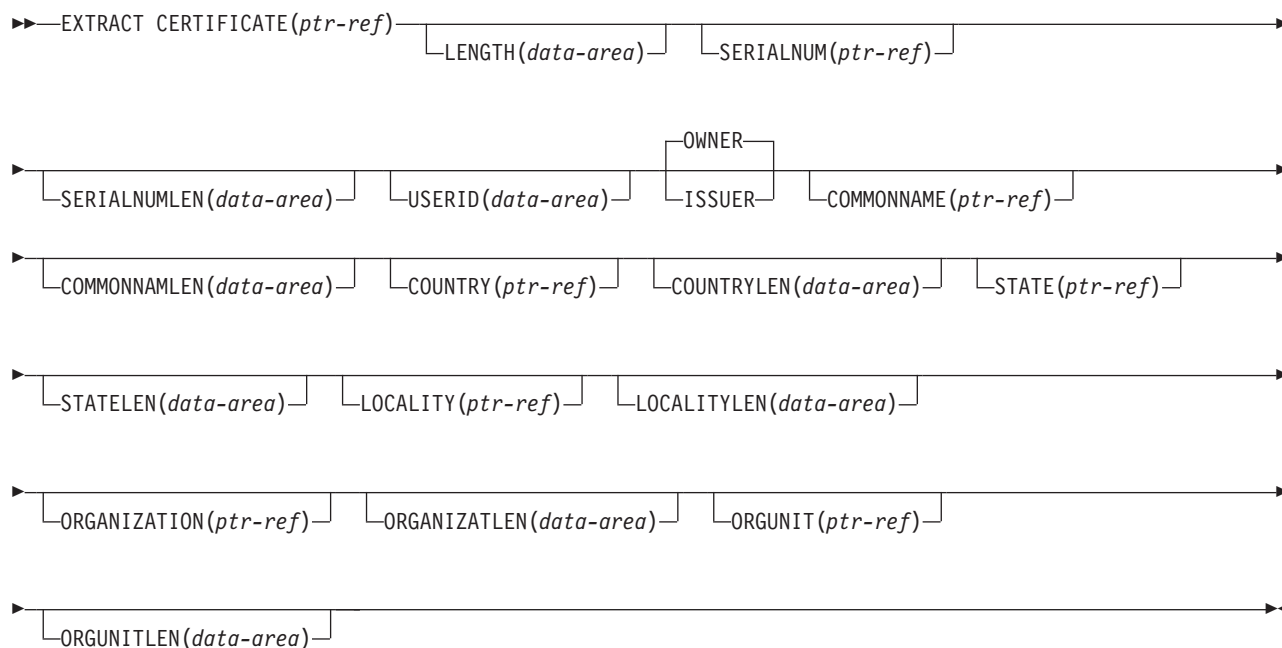 EXTRACT CERTIFICATE(ptr-ref)
LENGTH(data-area) SERIALNUM(ptr-ref)
OWNER
SERIALNUMLEN(data-area) USERID(data-area) ISSUER COMMONNAME(ptr-ref)
COMMONNAMLEN(data-area) COUNTRY(ptr-ref) COUNTRYLEN(data-area) STATE(ptr-ref)
STATELEN(data-area) LOCALITY(ptr-ref) LOCALITYLEN(data-area)
ORGANIZATION(ptr-ref) ORGANIZATLEN(data-area) ORGUNIT(ptr-ref)
ORGUNITLEN(data-area)